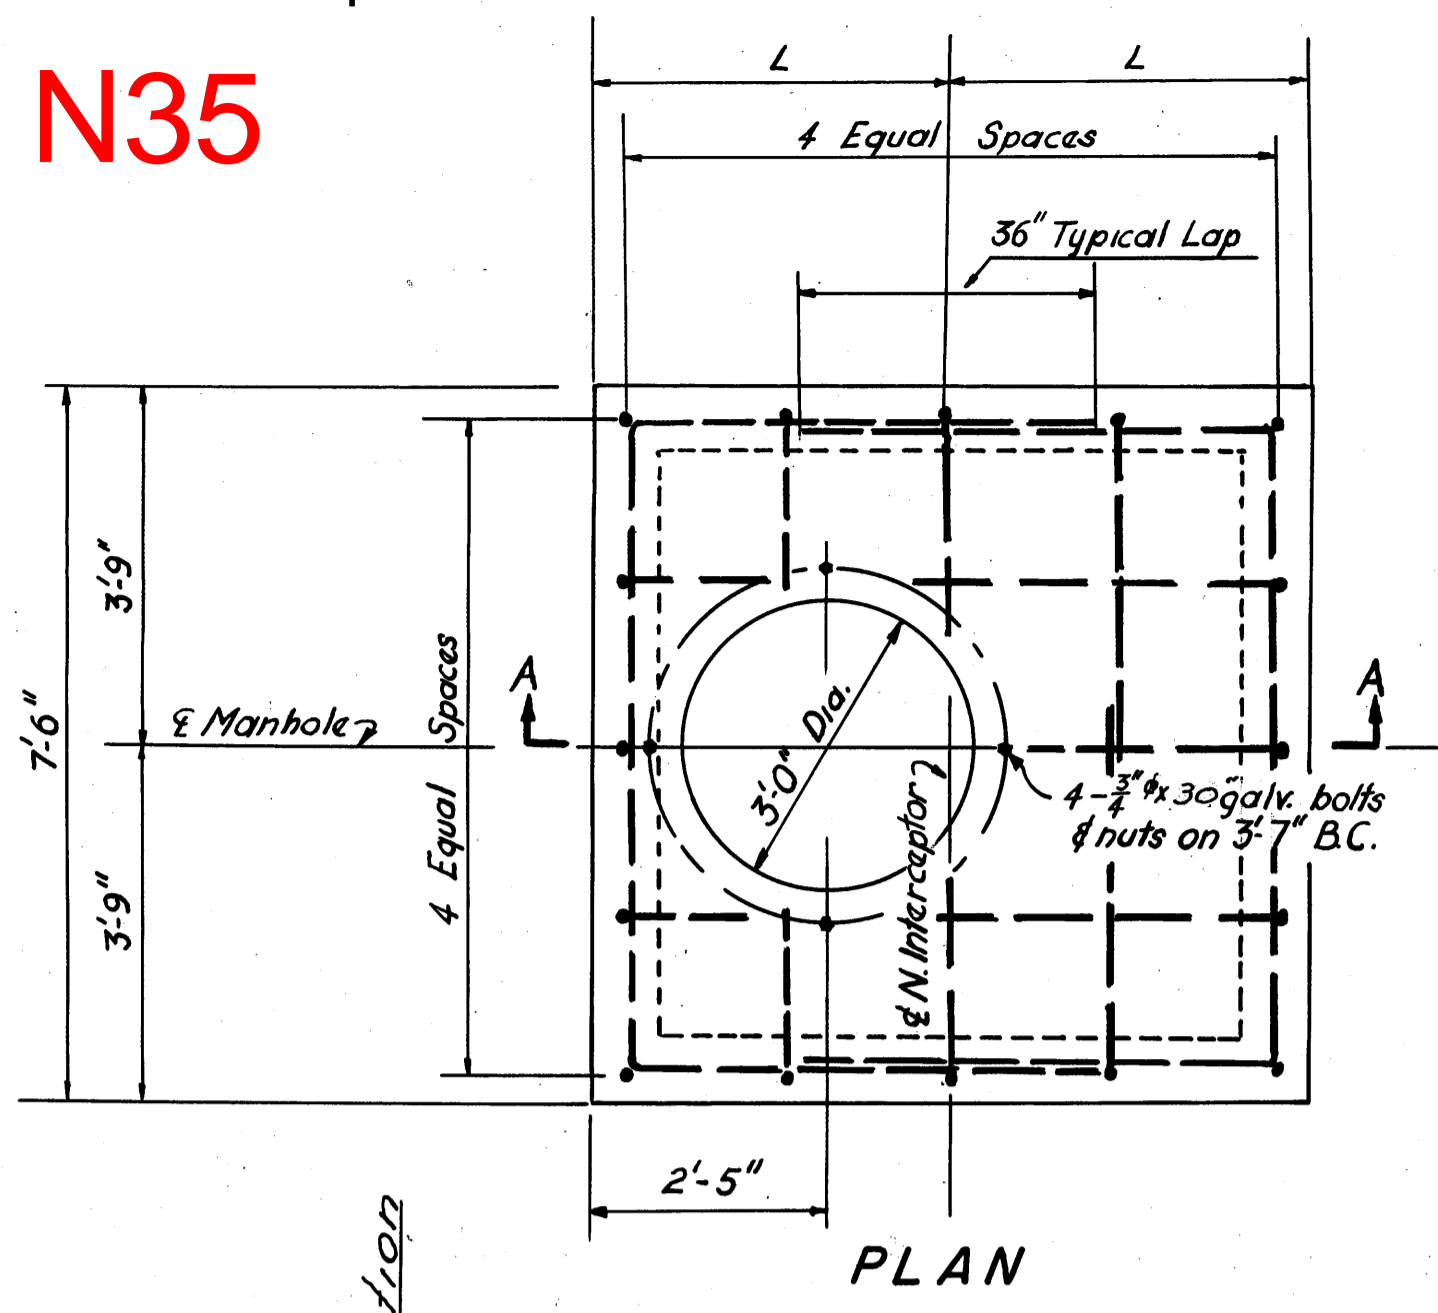 N35
L
L
4 Equal Spaces
36" Typical Lap
3'-9"
7'-6"
4 Equal Spaces
℄ Manhole
A
A
3'-0" Dia.
4-3/4"φ x 30" galv. bolts
& nuts on 3'-7" B.C.
℄ N. Interceptor
3'-9"
2'-5"
PLAN